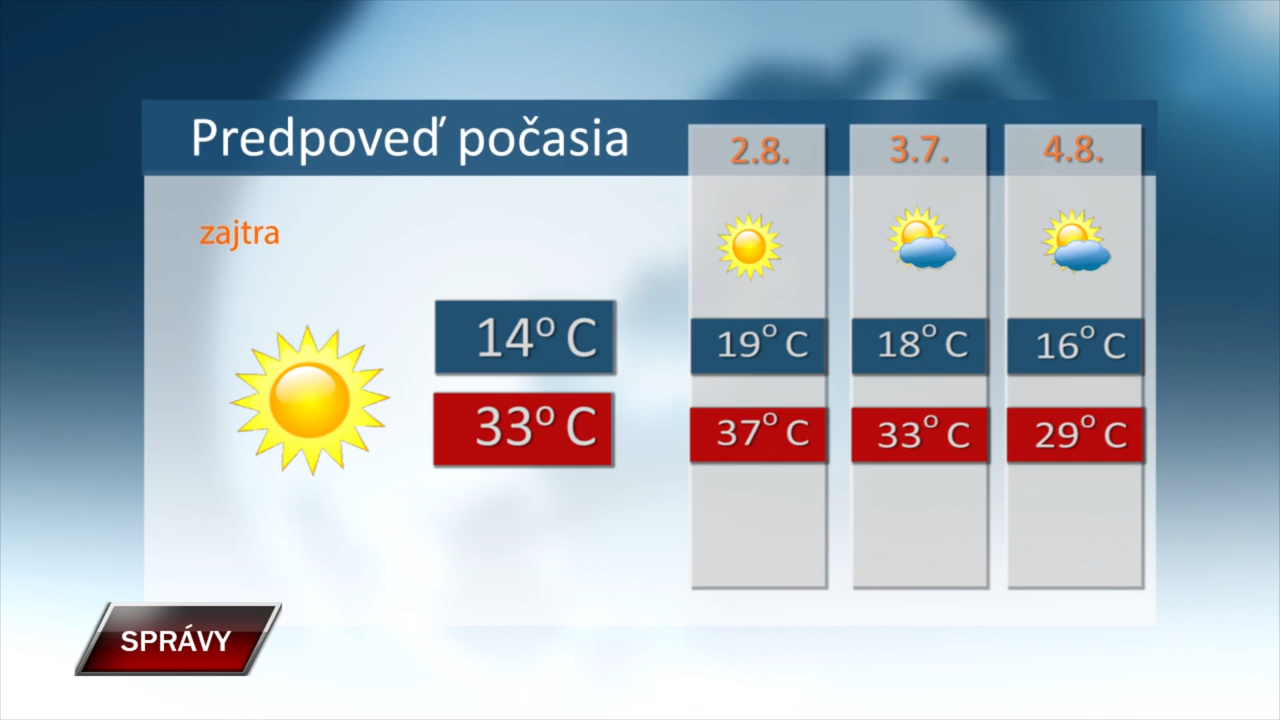 Predpoveď počasia
zajtra
14° C
33° C
2.8.
19° C
37° C
3.7.
18° C
33° C
4.8.
16° C
29° C
SPRÁVY